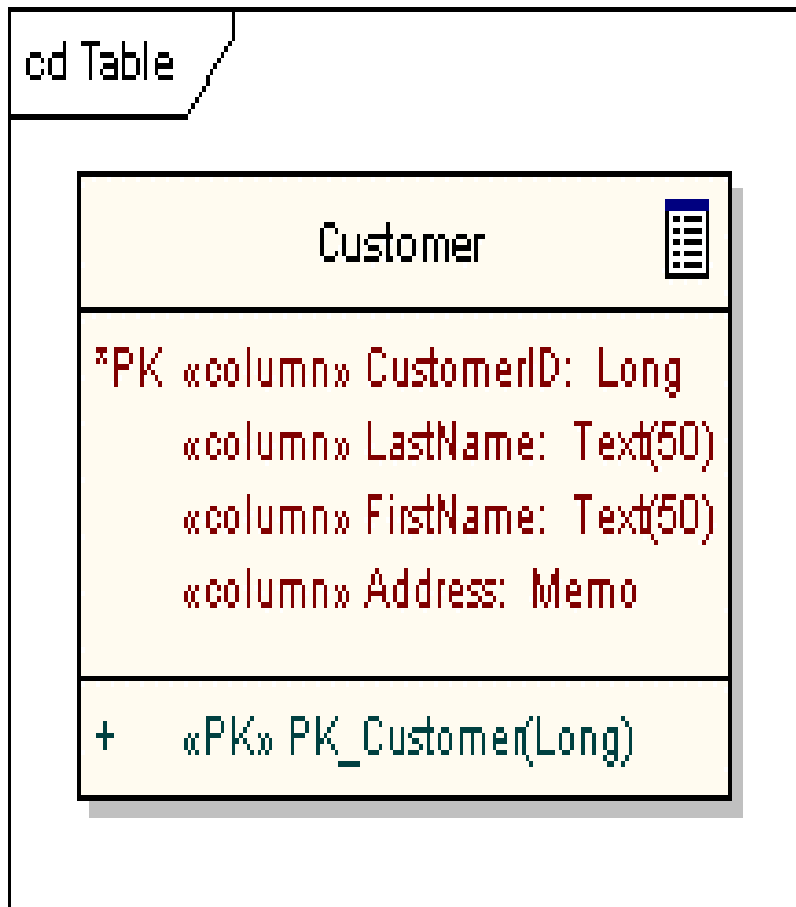 cd Table
Customer
*PK «column» CustomerID: Long
«column» LastName: Text(50)
«column» FirstName: Text(50)
«column» Address: Memo
+ «PK» PK_Customer(Long)